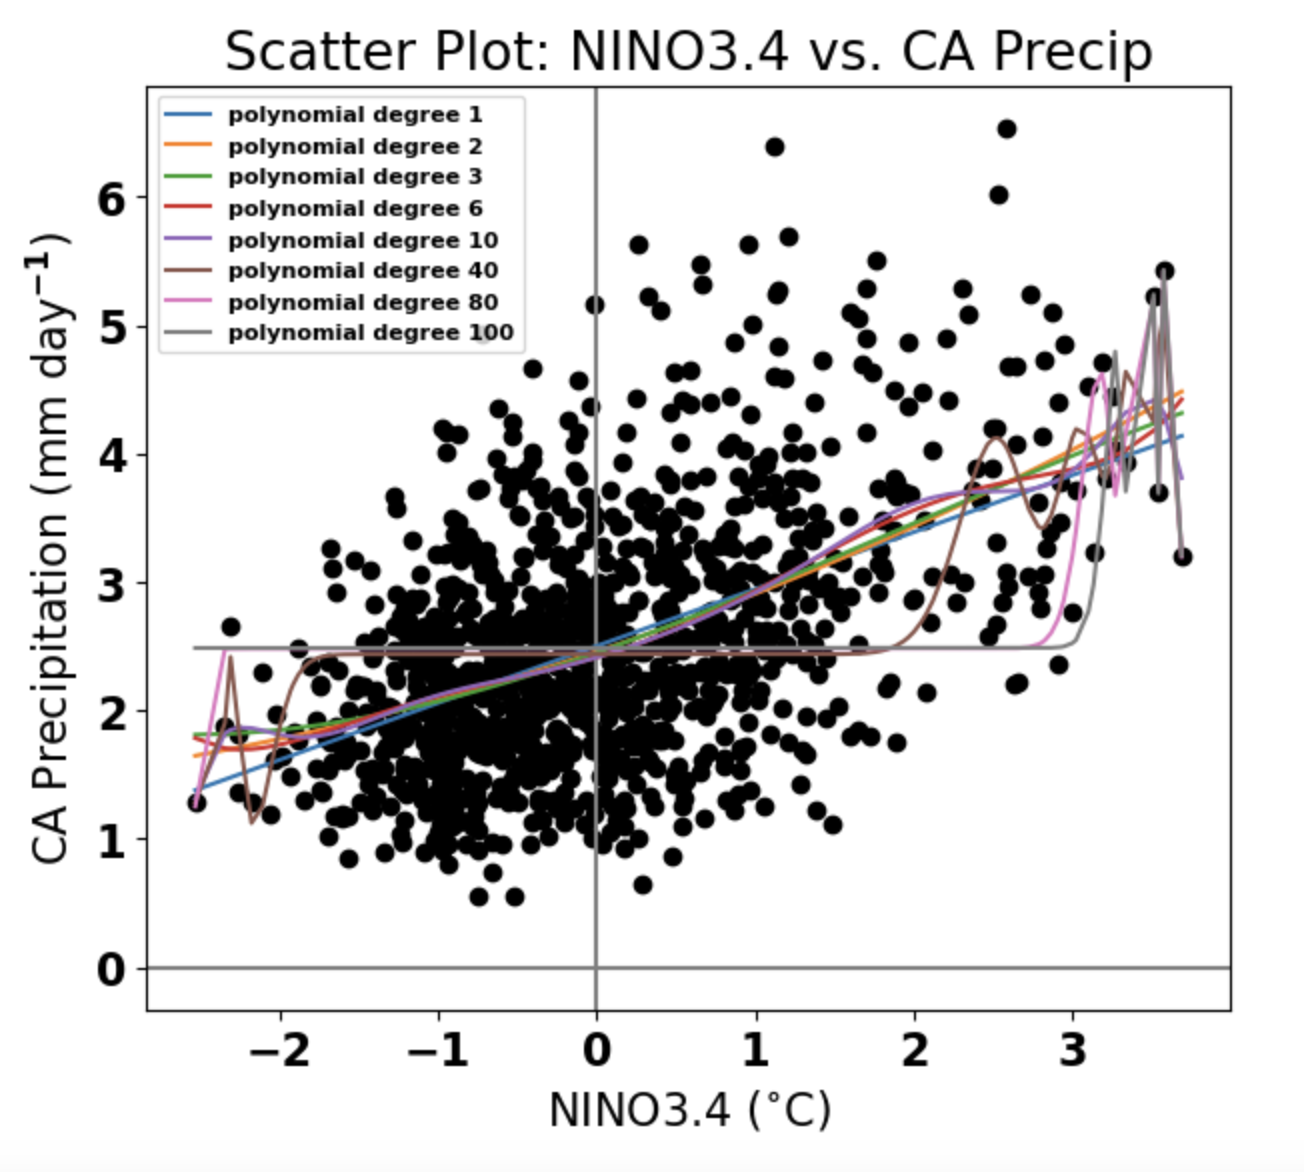 Scatter Plot: NINO3.4 vs. CA Precip
polynomial degree 1
polynomial degree 2
polynomial degree 3
polynomial degree 6
polynomial degree 10
polynomial degree 40
polynomial degree 80
polynomial degree 100
CA Precipitation (mm day⁻¹)
6
5
4
3
2
1
0
−2 −1 0 1 2 3
NINO3.4 (°C)